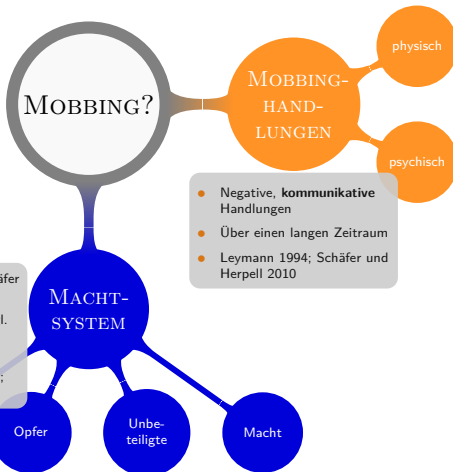 MOBBING?
MOBBING-
HAND-
LUNGEN
physisch
psychisch
Negative, kommunikative
Handlungen
Über einen langen Zeitraum
Leymann 1994; Schäfer und
Herpell 2010
äfer
l.
;
MACHT-
SYSTEM
Opfer
Unbe-
teiligte
Macht